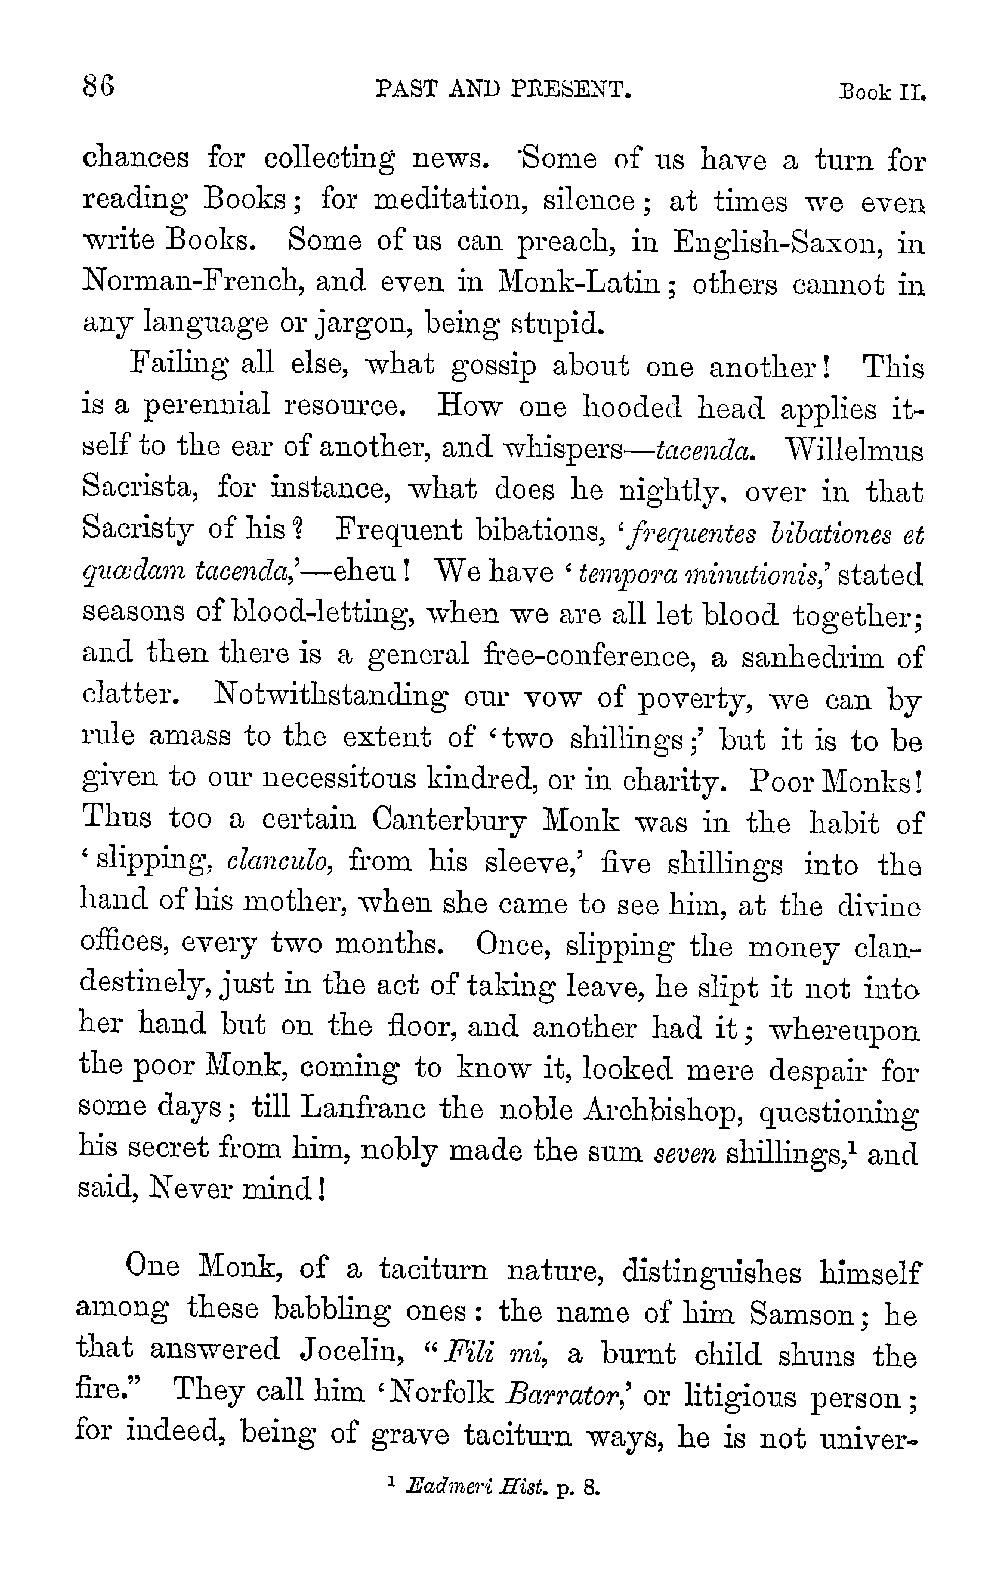 86 PAST AND PRESENT. Book II.
chances for collecting news. Some of us have a turn for
reading Books; for meditation, silence; at times we even
write Books. Some of us can preach, in English-Saxon, in
Norman-French, and even in Monk-Latin; others cannot in
any language or jargon, being stupid.
Failing all else, what gossip about one another! This
is a perennial resource. How one hooded head applies it-
self to the ear of another, and whispers—tacenda. Willelmus
Sacrista, for instance, what does he nightly, over in that
Sacristy of his? Frequent bibations, ‘frequentes bibationes et
quædam tacenda,’—eheu! We have ‘tempora minutionis,’ stated
seasons of blood-letting, when we are all let blood together;
and then there is a general free-conference, a sanhedrim of
clatter. Notwithstanding our vow of poverty, we can by
rule amass to the extent of ‘two shillings;’ but it is to be
given to our necessitous kindred, or in charity. Poor Monks!
Thus too a certain Canterbury Monk was in the habit of
‘slipping, clanculo, from his sleeve,’ five shillings into the
hand of his mother, when she came to see him, at the divine
offices, every two months. Once, slipping the money clan-
destinely, just in the act of taking leave, he slipt it not into
her hand but on the floor, and another had it; whereupon
the poor Monk, coming to know it, looked mere despair for
some days; till Lanfranc the noble Archbishop, questioning
his secret from him, nobly made the sum seven shillings,¹ and
said, Never mind!
One Monk, of a taciturn nature, distinguishes himself
among these babbling ones: the name of him Samson; he
that answered Jocelin, “Fili mi, a burnt child shuns the
fire.” They call him ‘Norfolk Barrator,’ or litigious person;
for indeed, being of grave taciturn ways, he is not univer-
¹ Eadmeri Hist. p. 8.